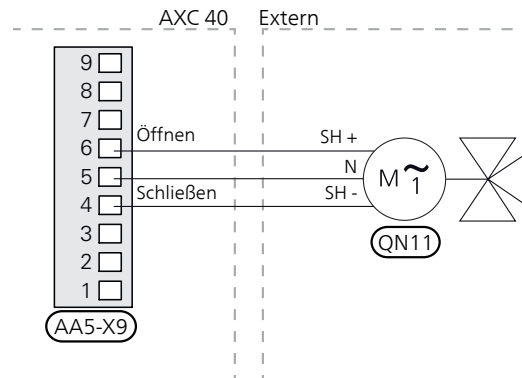 AXC 40 Extern
9
8
7
6 Öffnen SH +
5 N
4 Schließen SH -
3
2
1
M ~ 1
QN11
AA5-X9